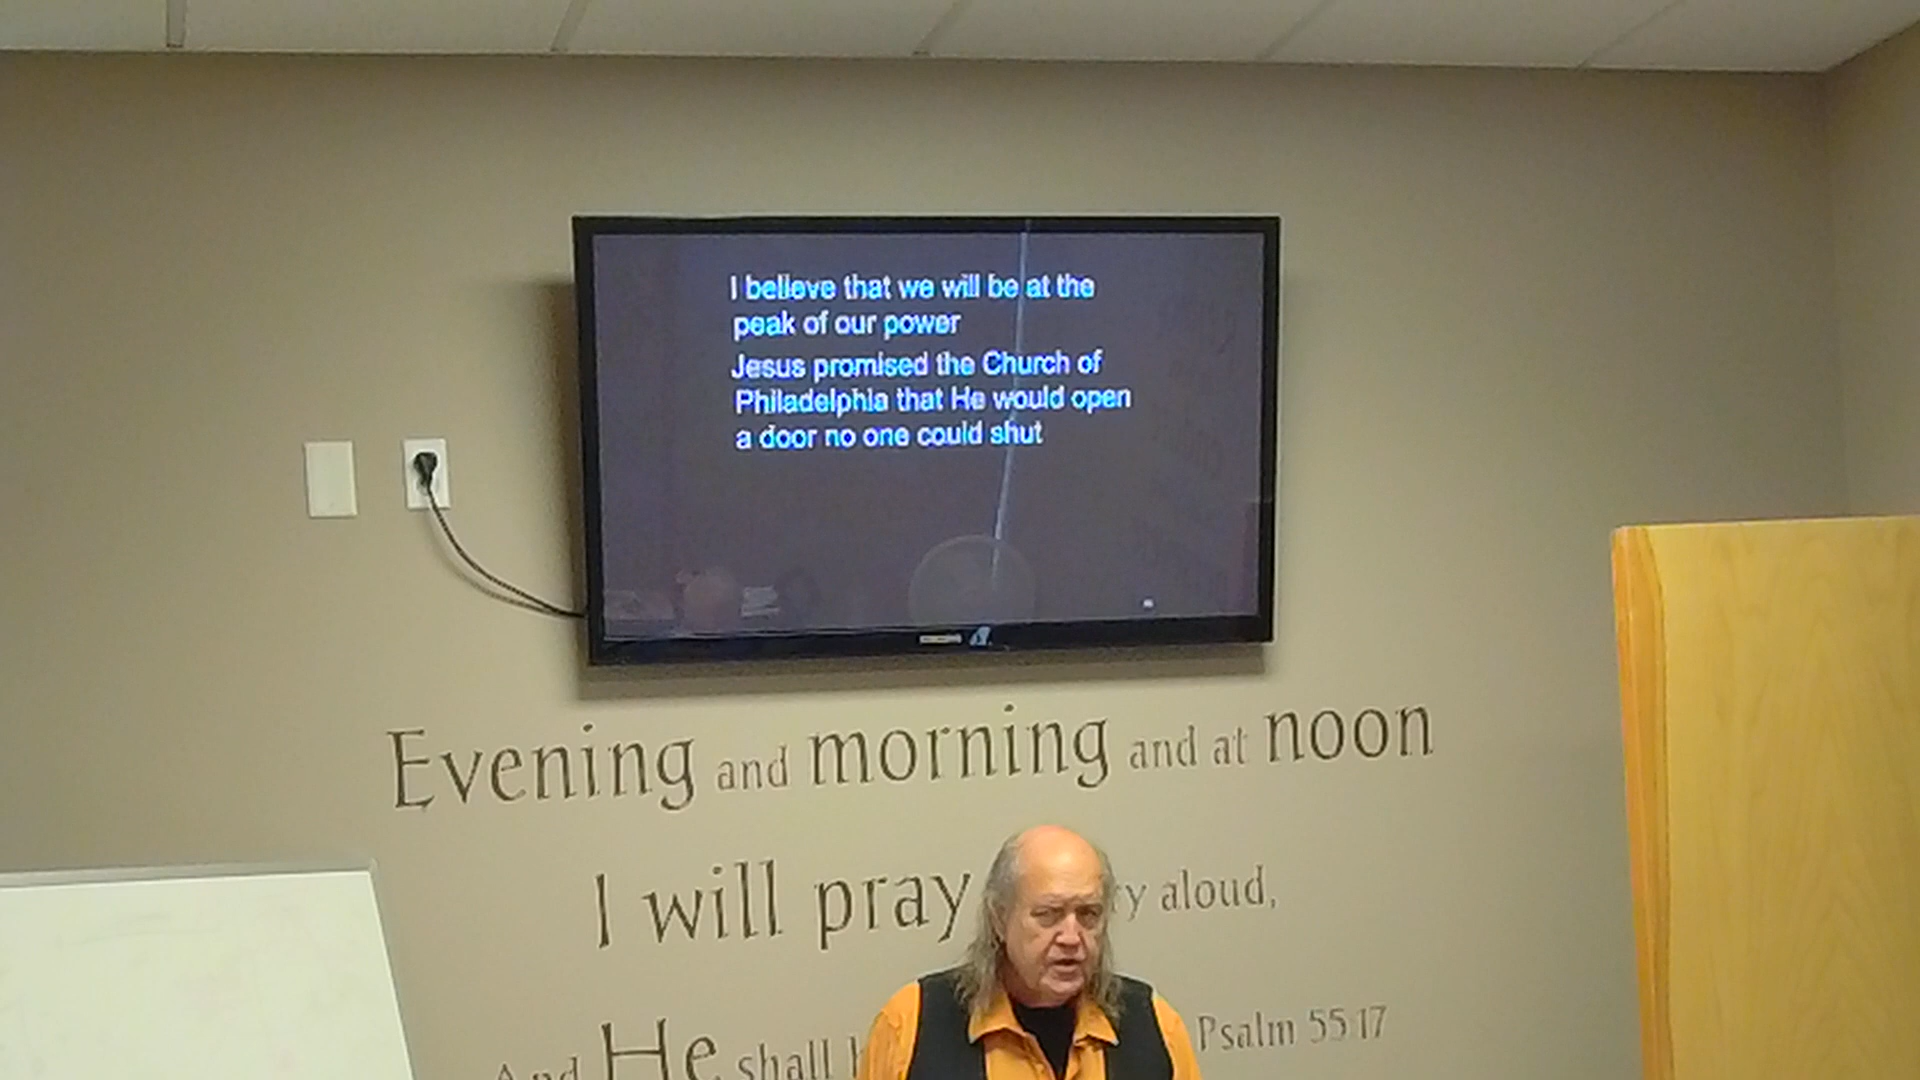 I believe that we will be at the
peak of our power
Jesus promised the Church of
Philadelphia that He would open
a door no one could shut
Evening and morning and at noon
I will pray aloud,
And He shall
Psalm 55:17